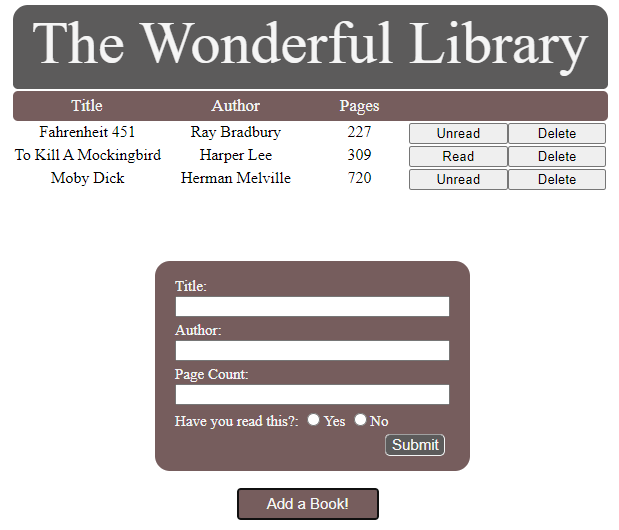 The Wonderful Library
Title Author Pages
Fahrenheit 451 Ray Bradbury 227 Unread Delete
To Kill A Mockingbird Harper Lee 309 Read Delete
Moby Dick Herman Melville 720 Unread Delete
Title:
Author:
Page Count:
Have you read this?: Yes No
Submit
Add a Book!